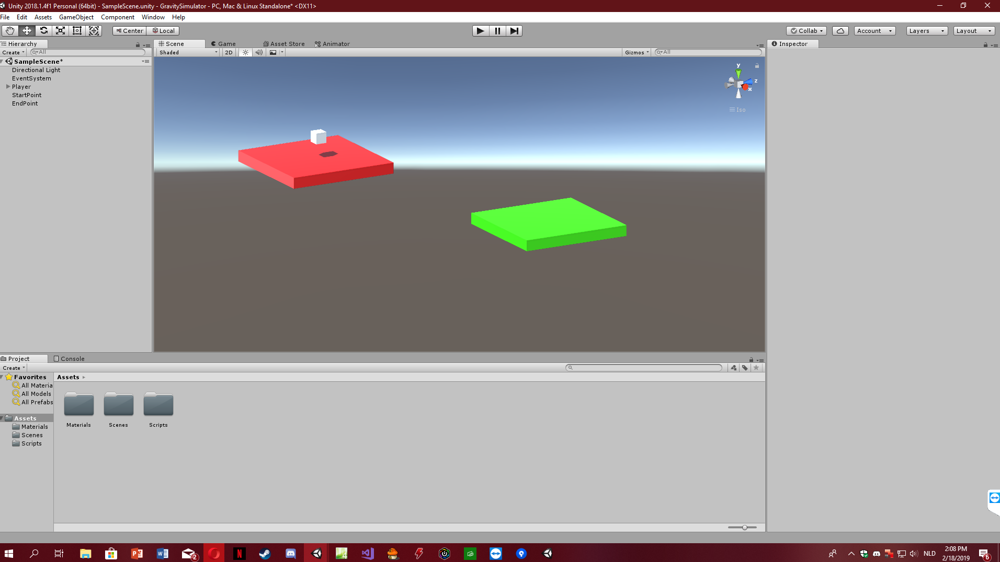 Unity 2018.1.4f1 Personal (64bit) - SampleScene.unity - GravitySimulator - PC, Mac & Linux Standalone* <DX11>
File Edit Assets GameObject Component Window Help
Center Local Collab Account Layers Layout
Hierarchy
Create All
SampleScene*
Directional Light
EventSystem
Player
StartPoint
EndPoint
Scene Game Asset Store Animator
Shaded 2D Gizmos All
y
z
x
Iso
Inspector
Project Console
Create
Favorites
All Materia
All Models
All Prefabs
Assets
Materials
Scenes
Scripts
Assets
Materials Scenes Scripts
2
NLD
2:08 PM
2/18/2019
6